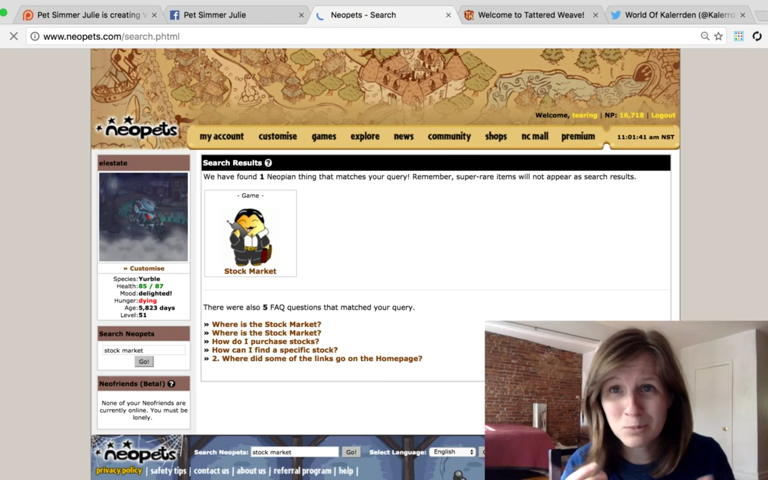 Pet Simmer Julie is creating
Pet Simmer Julie
Neopets - Search
Welcome to Tattered Weave!
World Of Kalerrden (@Kalerr
www.neopets.com/search.phtml
Welcome, tearing | NP: 16,718 | Logout
neopets
my account
customise
games
explore
news
community
shops
nc mall
premium
11:01:41 am NST
elestate
» Customise
Species: Yurble
Health: 85 / 87
Mood: delighted!
Hunger: dying
Age: 5,823 days
Level: 51
Search Neopets
stock market
Go!
Neofriends (Beta!)
None of your Neofriends are
currently online. You must be
lonely.
Search Results
We have found 1 Neopian thing that matches your query! Remember, super-rare items will not appear as search results.
- Game -
Stock Market
There were also 5 FAQ questions that matched your query.
» Where is the Stock Market?
» Where is the Stock Market?
» How do I purchase stocks?
» How can I find a specific stock?
» 2. Where did some of the links go on the Homepage?
neopets
Search Neopets:
stock market
Go!
Select Language:
English
privacy policy | safety tips | contact us | about us | referral program | help |